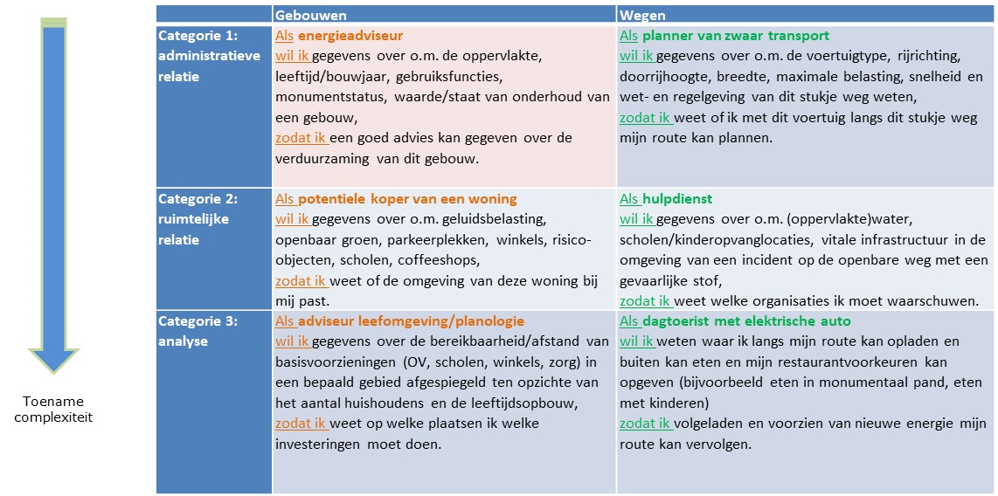 Gebouwen
Wegen
Categorie 1:
administratieve
relatie
Als energieadviseur
wil ik gegevens over o.m. de oppervlakte,
leeftijd/bouwjaar, gebruiksfuncties,
monumentstatus, waarde/staat van onderhoud van
een gebouw,
zodat ik een goed advies kan gegeven over de
verduurzaming van dit gebouw.
Als planner van zwaar transport
wil ik gegevens over o.m. de voertuigtype, rijrichting,
doorrijhoogte, breedte, maximale belasting, snelheid en
wet- en regelgeving van dit stukje weg weten,
zodat ik weet of ik met dit voertuig langs dit stukje weg
mijn route kan plannen.
Categorie 2:
ruimtelijke
relatie
Als potentiele koper van een woning
wil ik gegevens over o.m. geluidsbelasting,
openbaar groen, parkeerplekken, winkels, risico-
objecten, scholen, coffeeshops,
zodat ik weet of de omgeving van deze woning bij
mij past.
Als hulpdienst
wil ik gegevens over o.m. (oppervlakte)water,
scholen/kinderopvanglocaties, vitale infrastructuur in de
omgeving van een incident op de openbare weg met een
gevaarlijke stof,
zodat ik weet welke organisaties ik moet waarschuwen.
Categorie 3:
analyse
Als adviseur leefomgeving/planologie
wil ik gegevens over de bereikbaarheid/afstand van
basisvoorzieningen (OV, scholen, winkels, zorg) in
een bepaald gebied afgespiegeld ten opzichte van
het aantal huishoudens en de leeftijdsopbouw,
zodat ik weet op welke plaatsen ik welke
investeringen moet doen.
Als dagtoerist met elektrische auto
wil ik weten waar ik langs mijn route kan opladen en
buiten kan eten en mijn restaurantvoorkeuren kan
opgeven (bijvoorbeeld eten in monumentaal pand, eten
met kinderen)
zodat ik volgeladen en voorzien van nieuwe energie mijn
route kan vervolgen.
Toename
complexiteit